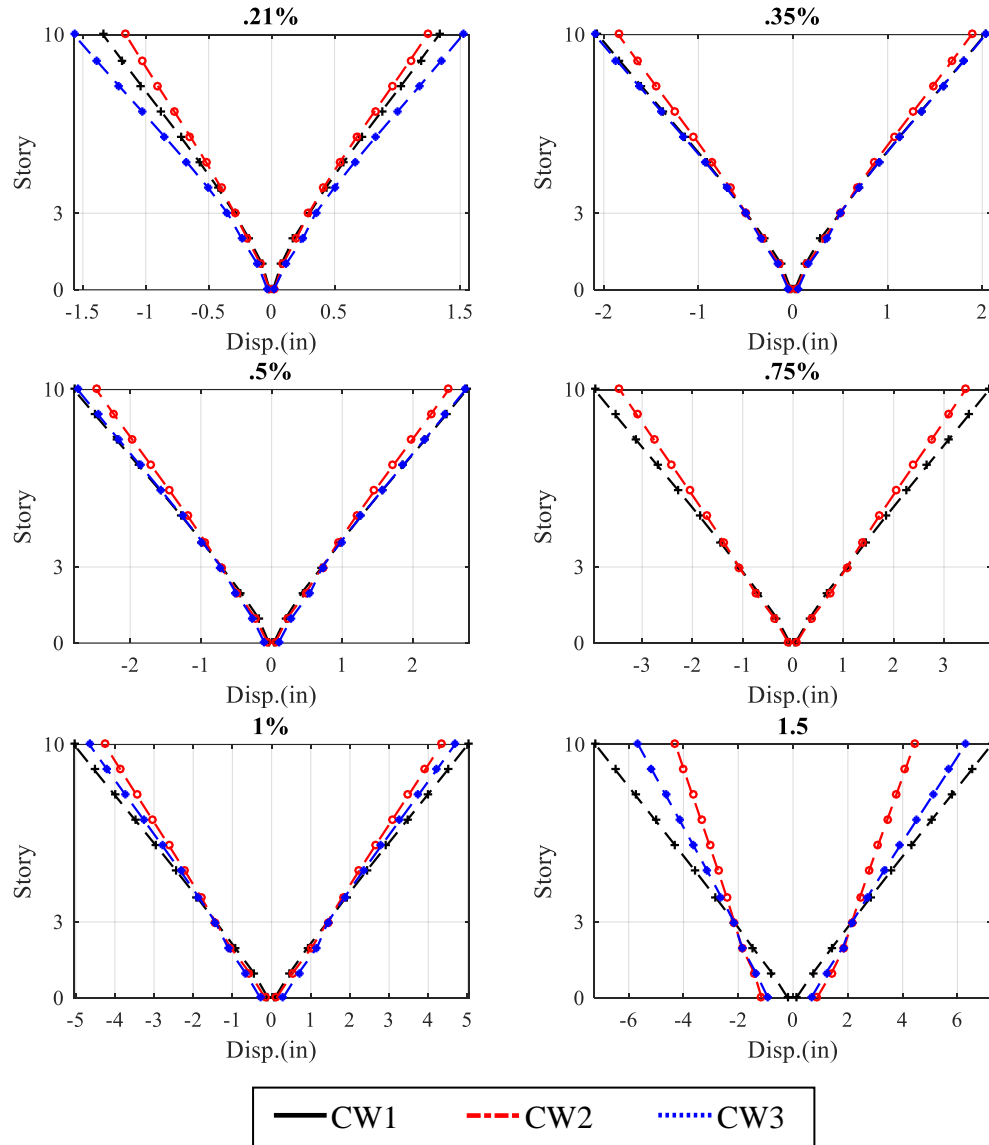 .21%
.35%
10
3
0
Story
-1.5 -1 -0.5 0 0.5 1 1.5
Disp.(in)
10
3
0
Story
-2 -1 0 1 2
Disp.(in)
.5%
.75%
10
3
0
Story
-2 -1 0 1 2
Disp.(in)
10
3
0
Story
-3 -2 -1 0 1 2 3
Disp.(in)
1%
1.5
10
3
0
Story
-5 -4 -3 -2 -1 0 1 2 3 4 5
Disp.(in)
10
3
0
Story
-6 -4 -2 0 2 4 6
Disp.(in)
CW1 CW2 CW3